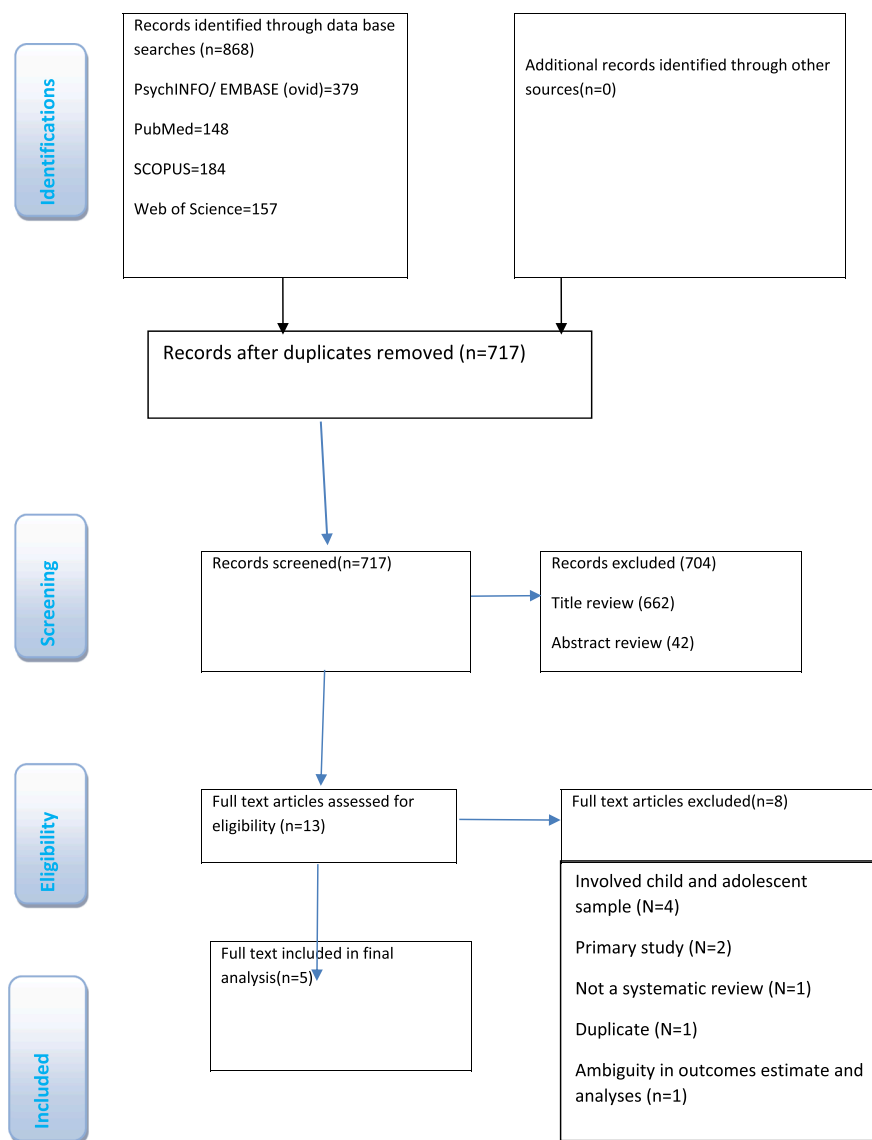 Identifications
Records identified through data base
searches (n=868)
PsychINFO/ EMBASE (ovid)=379
PubMed=148
SCOPUS=184
Web of Science=157
Additional records identified through other
sources(n=0)
Records after duplicates removed (n=717)
Screening
Records screened(n=717)
Records excluded (704)
Title review (662)
Abstract review (42)
Eligibility
Full text articles assessed for
eligibility (n=13)
Full text articles excluded(n=8)
Involved child and adolescent
sample (N=4)
Primary study (N=2)
Not a systematic review (N=1)
Duplicate (N=1)
Ambiguity in outcomes estimate and
analyses (n=1)
Included
Full text included in final
analysis(n=5)